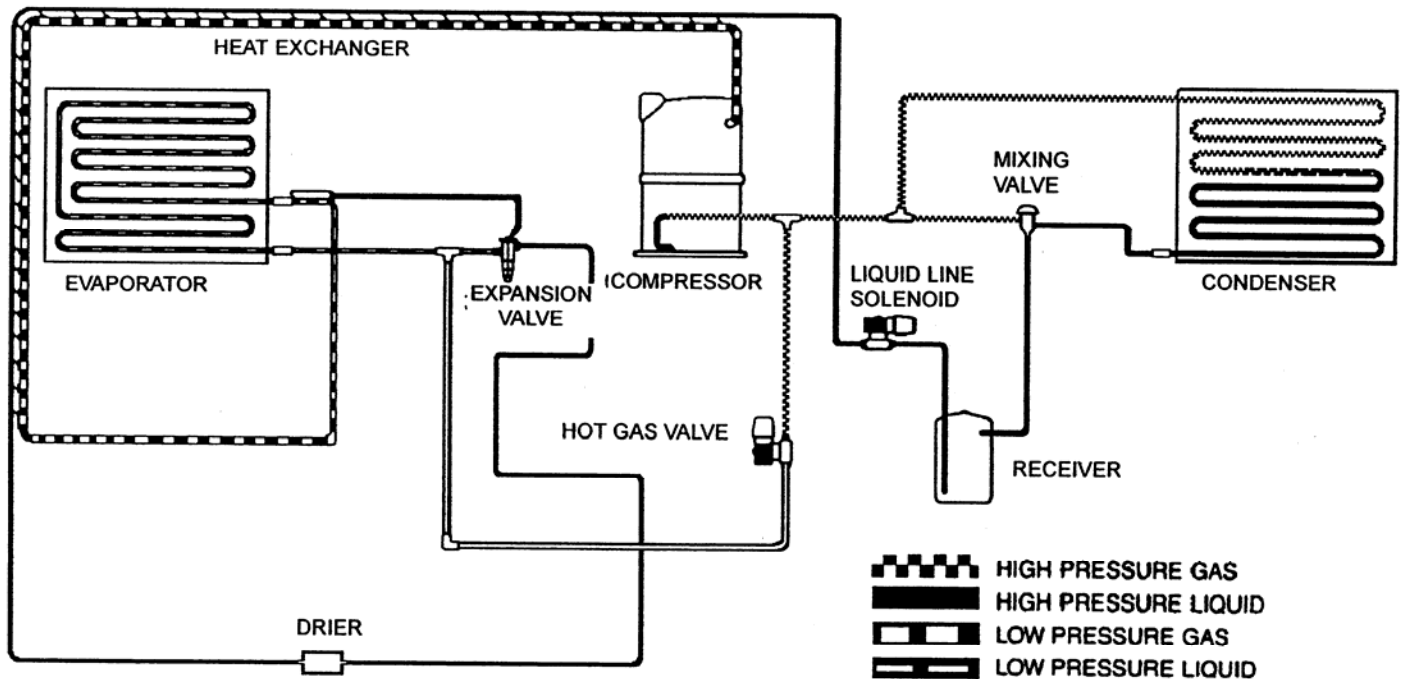 HEAT EXCHANGER
EVAPORATOR
EXPANSION
VALVE
COMPRESSOR
MIXING
VALVE
LIQUID LINE
SOLENOID
CONDENSER
HOT GAS VALVE
RECEIVER
DRIER
HIGH PRESSURE GAS
HIGH PRESSURE LIQUID
LOW PRESSURE GAS
LOW PRESSURE LIQUID